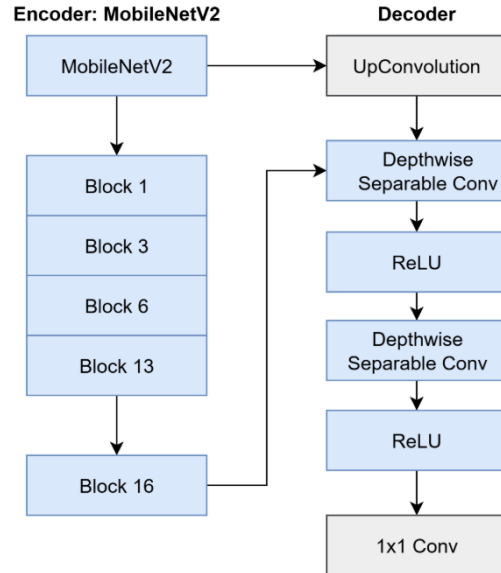 Encoder: MobileNetV2
MobileNetV2
Block 1
Block 3
Block 6
Block 13
Block 16
Decoder
UpConvolution
Depthwise
Separable Conv
ReLU
Depthwise
Separable Conv
ReLU
1x1 Conv